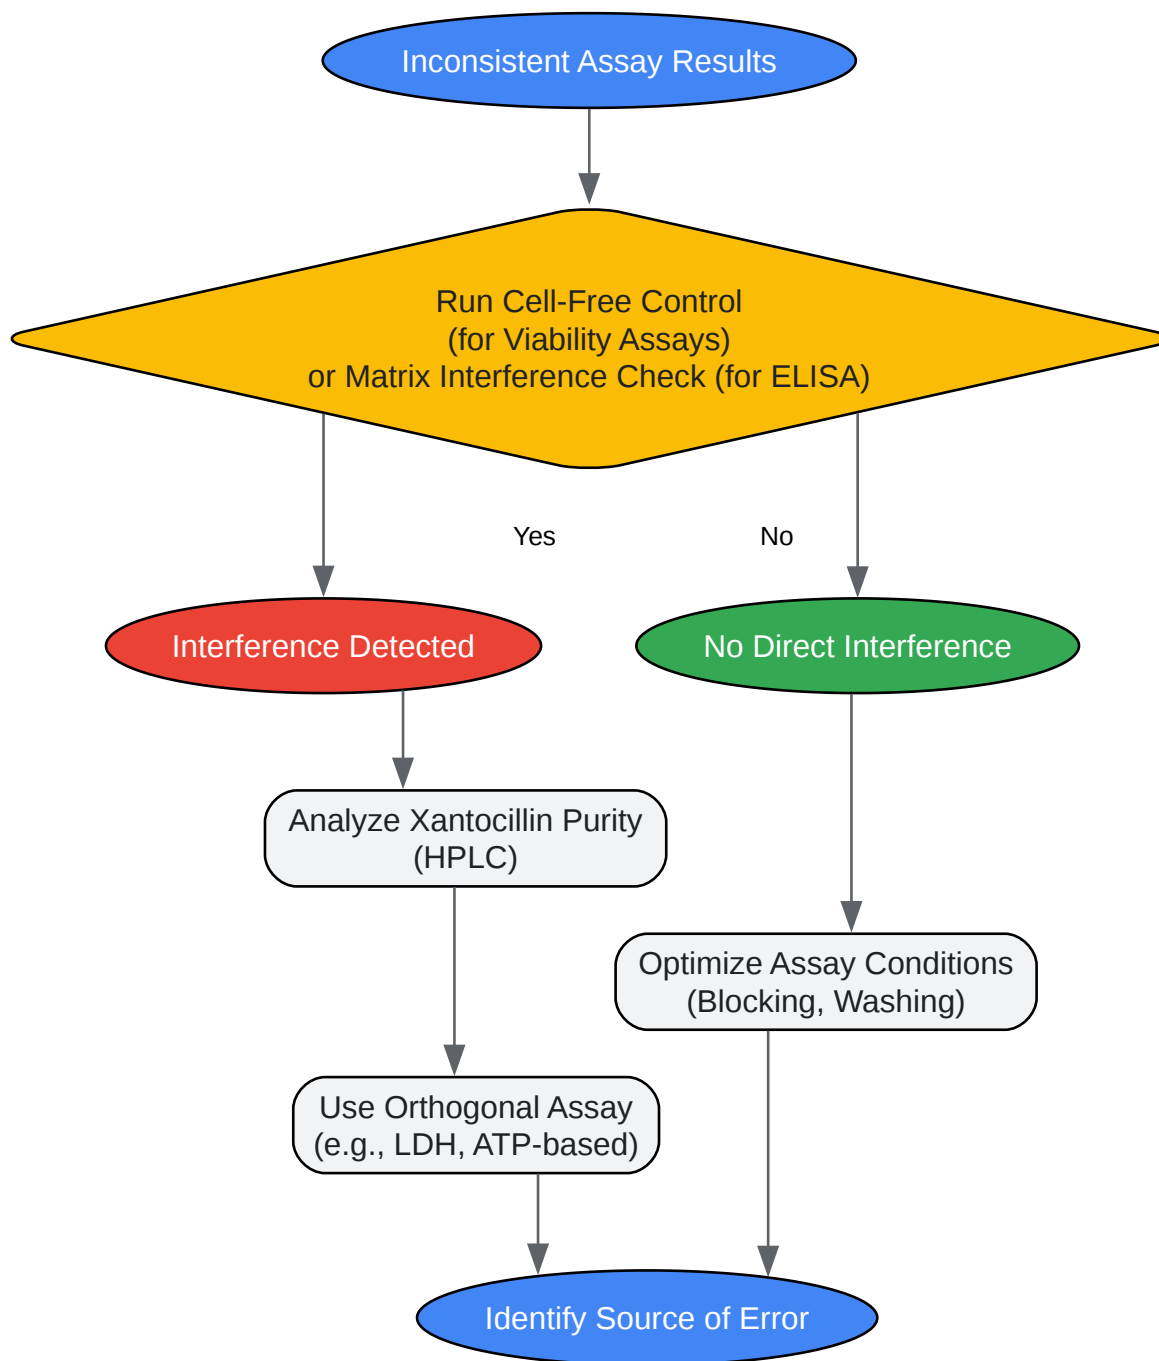 Inconsistent Assay Results
Run Cell-Free Control
(for Viability Assays)
or Matrix Interference Check (for ELISA)
Yes
No
Interference Detected
No Direct Interference
Analyze Xantocillin Purity
(HPLC)
Optimize Assay Conditions
(Blocking, Washing)
Use Orthogonal Assay
(e.g., LDH, ATP-based)
Identify Source of Error